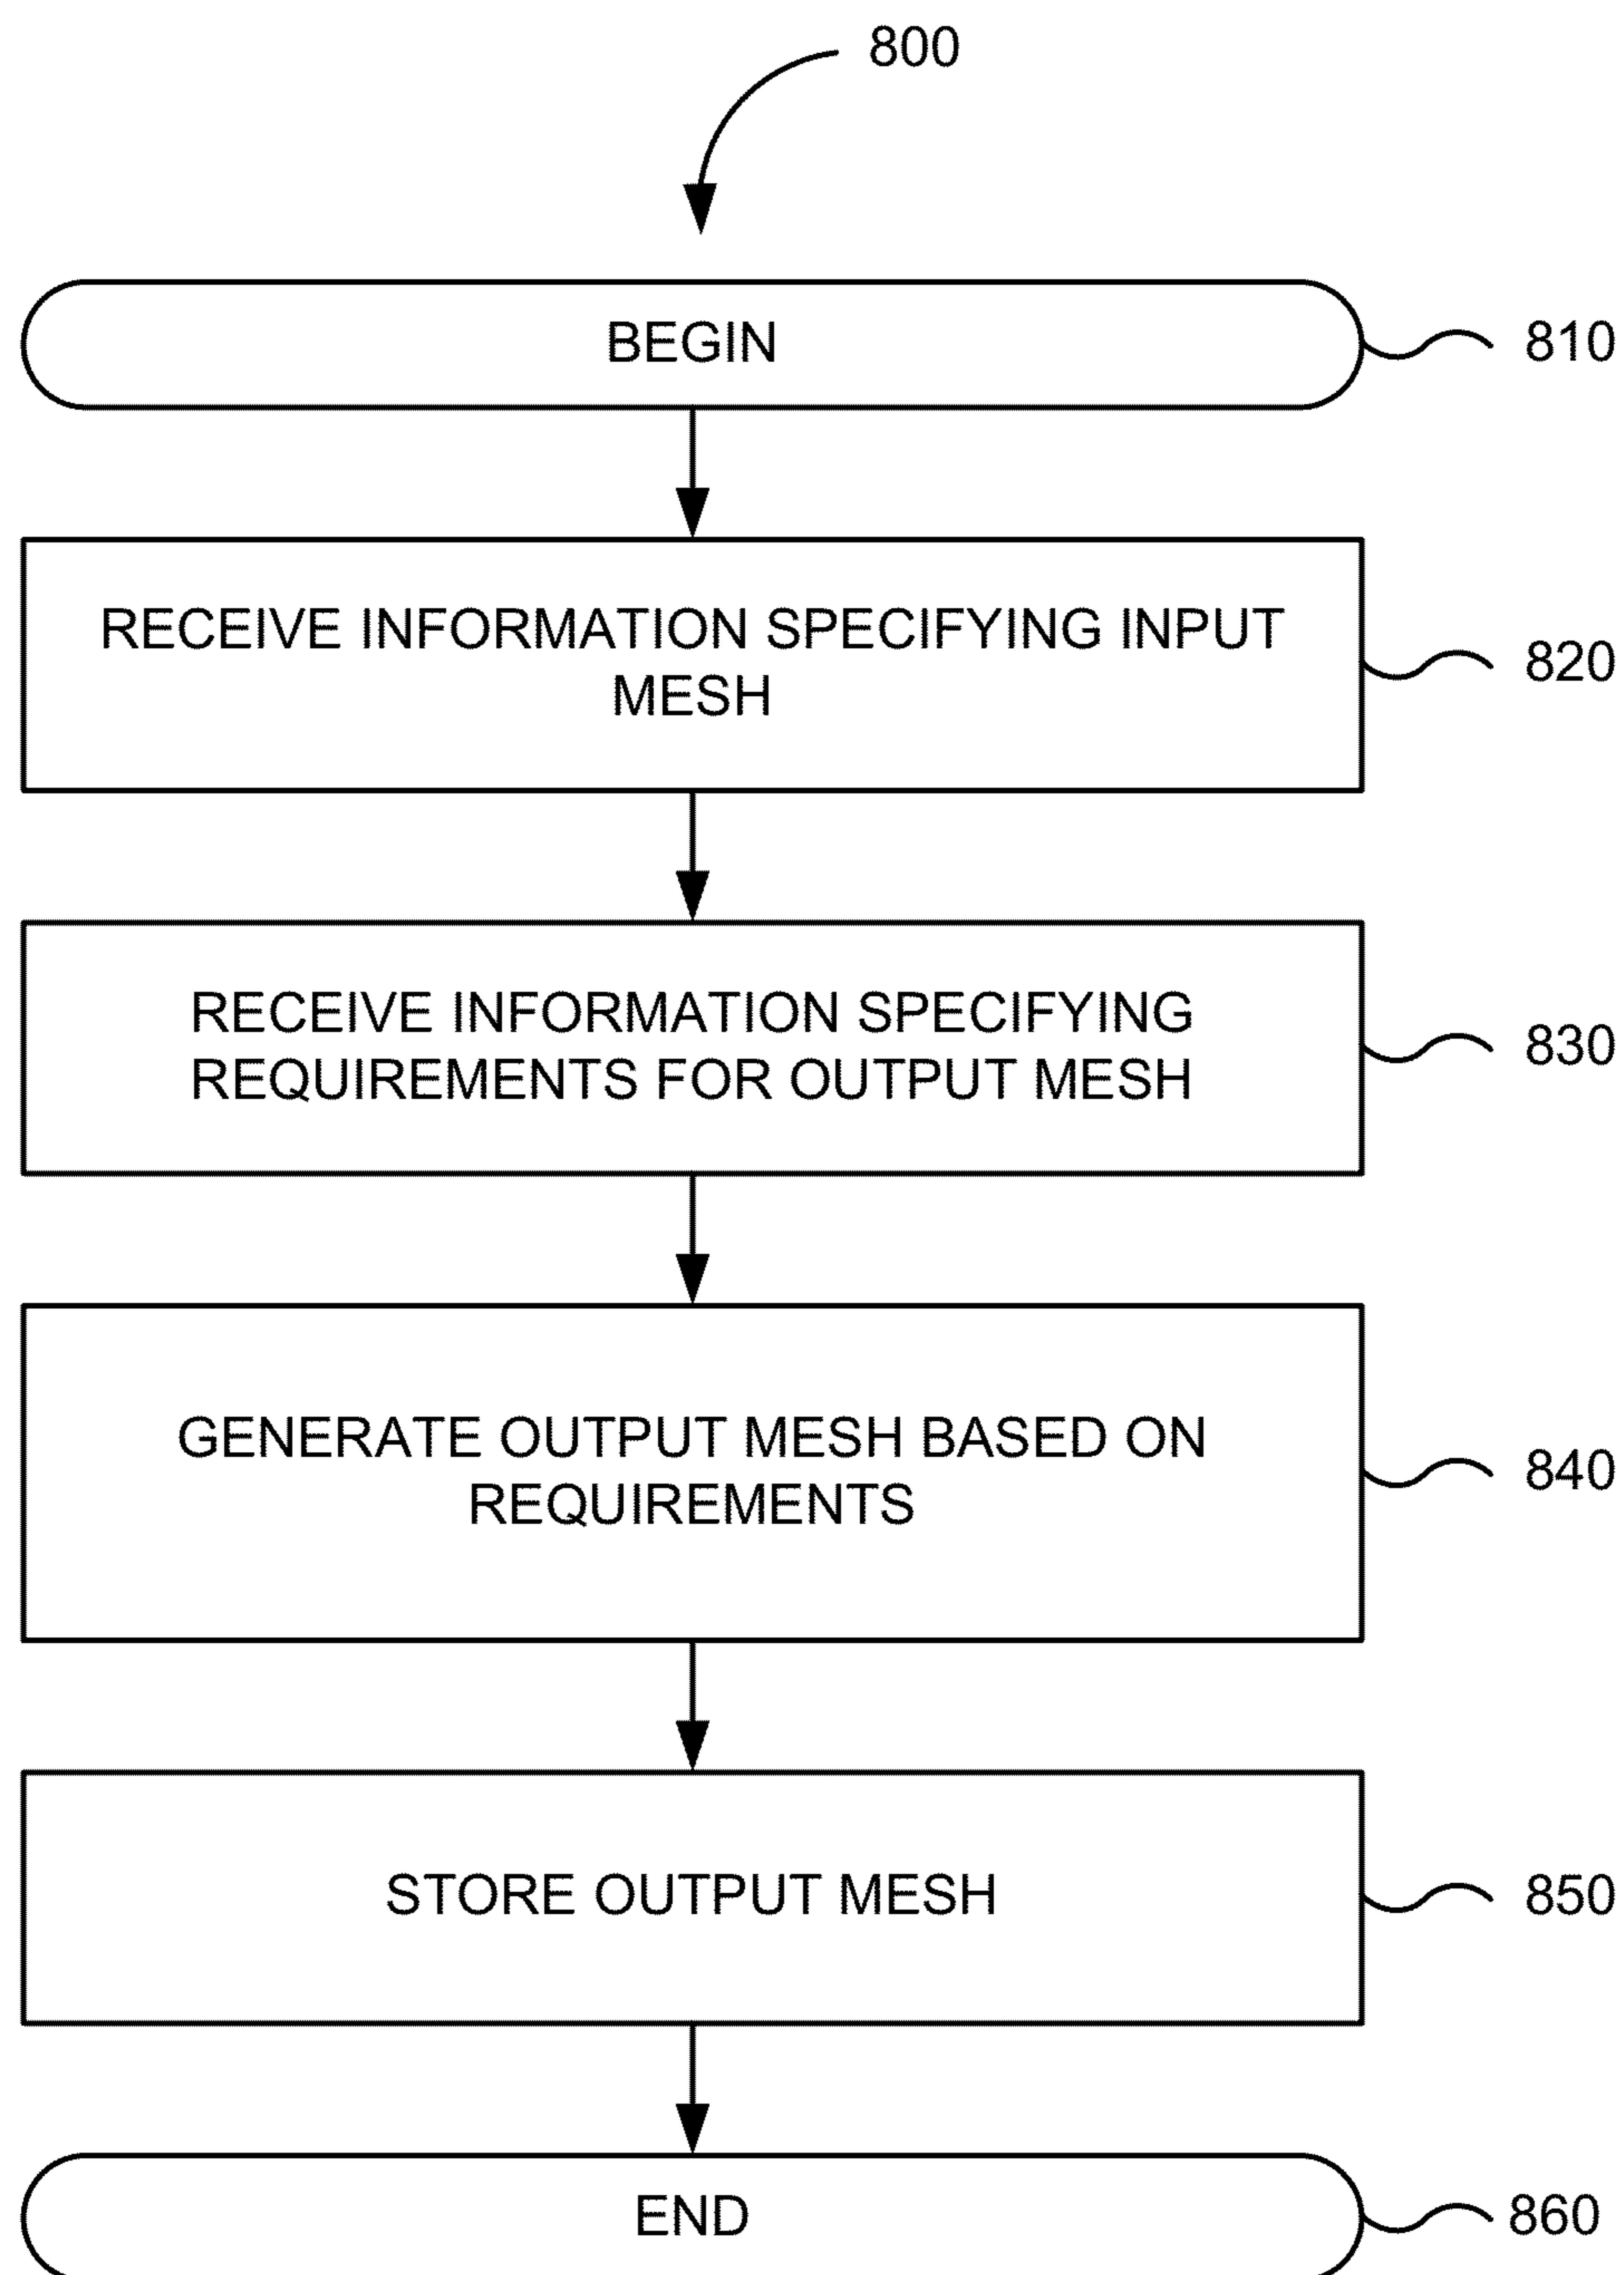 800
BEGIN
810
RECEIVE INFORMATION SPECIFYING INPUT
MESH
820
RECEIVE INFORMATION SPECIFYING
REQUIREMENTS FOR OUTPUT MESH
830
GENERATE OUTPUT MESH BASED ON
REQUIREMENTS
840
STORE OUTPUT MESH
850
END
860